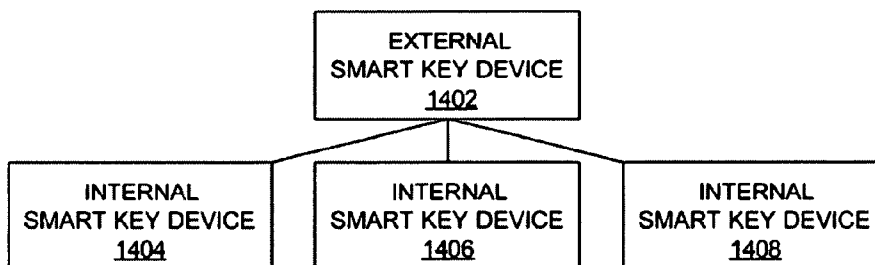 EXTERNAL
SMART KEY DEVICE
1402
INTERNAL
SMART KEY DEVICE
1404
INTERNAL
SMART KEY DEVICE
1406
INTERNAL
SMART KEY DEVICE
1408